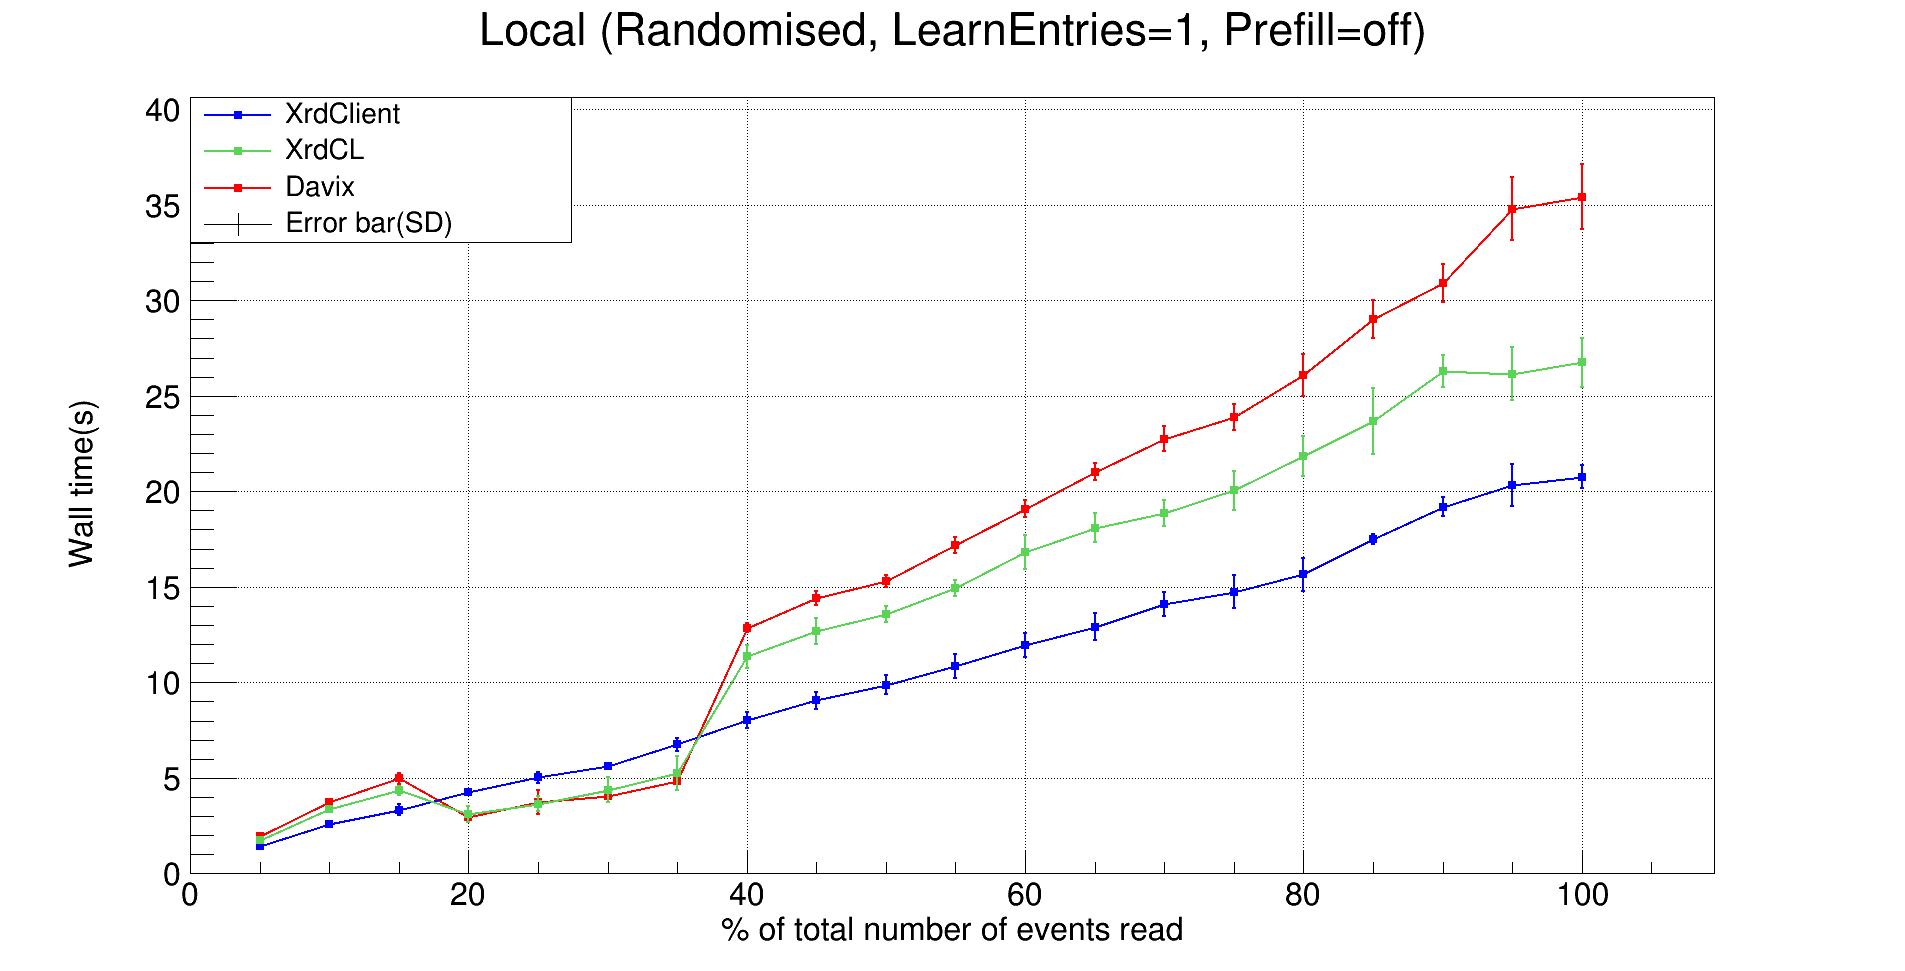 Local (Randomised, LearnEntries=1, Prefill=off)
XrdClient
XrdCL
Davix
Error bar(SD)
40
35
30
25
20
15
10
5
0
Wall time(s)
0 20 40 60 80 100
% of total number of events read